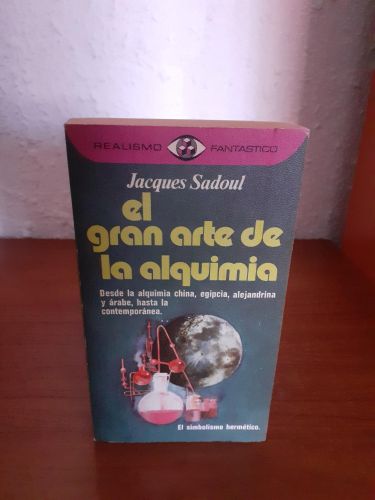 REALISMO FANTASTICO
Jacques Sadoul
el
gran arte de
la alquimia
Desde la alquimia china, egipcia, alejandrina
y árabe, hasta la
contemporánea.
El simbolismo hermético.